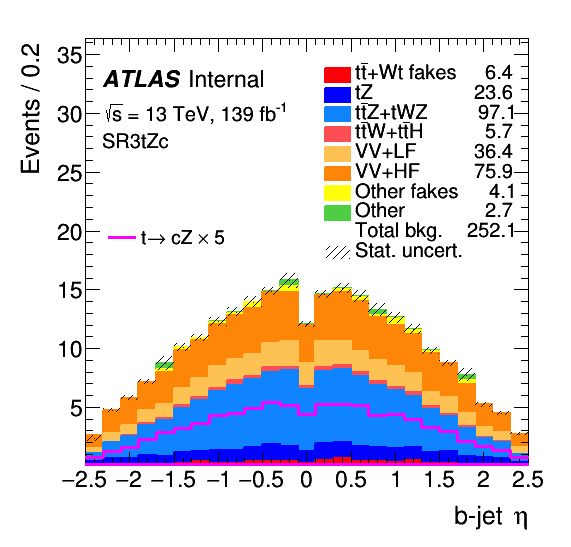 Events / 0.2
35
30
25
20
15
10
5
ATLAS Internal
√s = 13 TeV, 139 fb⁻¹
SR3tZc
t→ cZ × 5
tt̄+Wt fakes 6.4
tZ 23.6
tt̄Z+tWZ 97.1
tt̄W+tt̄H 5.7
VV+LF 36.4
VV+HF 75.9
Other fakes 4.1
Other 2.7
Total bkg. 252.1
Stat. uncert.
−2.5 −2 −1.5 −1 −0.5 0 0.5 1 1.5 2 2.5
b-jet η